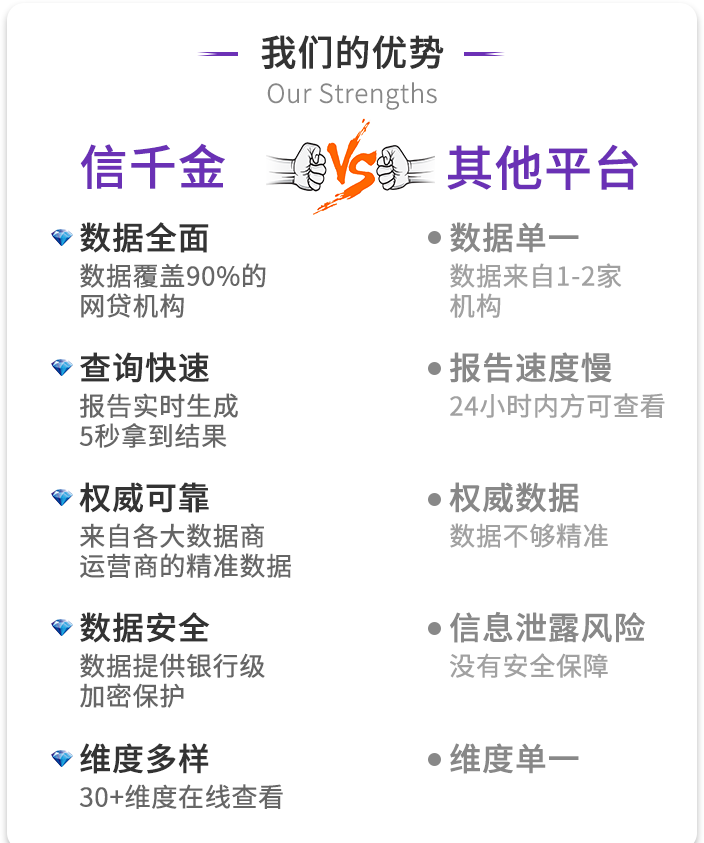 我们的优势
Our Strengths
信千金 VS 其他平台
数据全面
数据覆盖90%的
网贷机构
数据单一
数据来自1-2家
机构
查询快速
报告实时生成
5秒拿到结果
报告速度慢
24小时内方可查看
权威可靠
来自各大数据商
运营商的精准数据
权威数据
数据不够精准
数据安全
数据提供银行级
加密保护
信息泄露风险
没有安全保障
维度多样
30+维度在线查看
维度单一